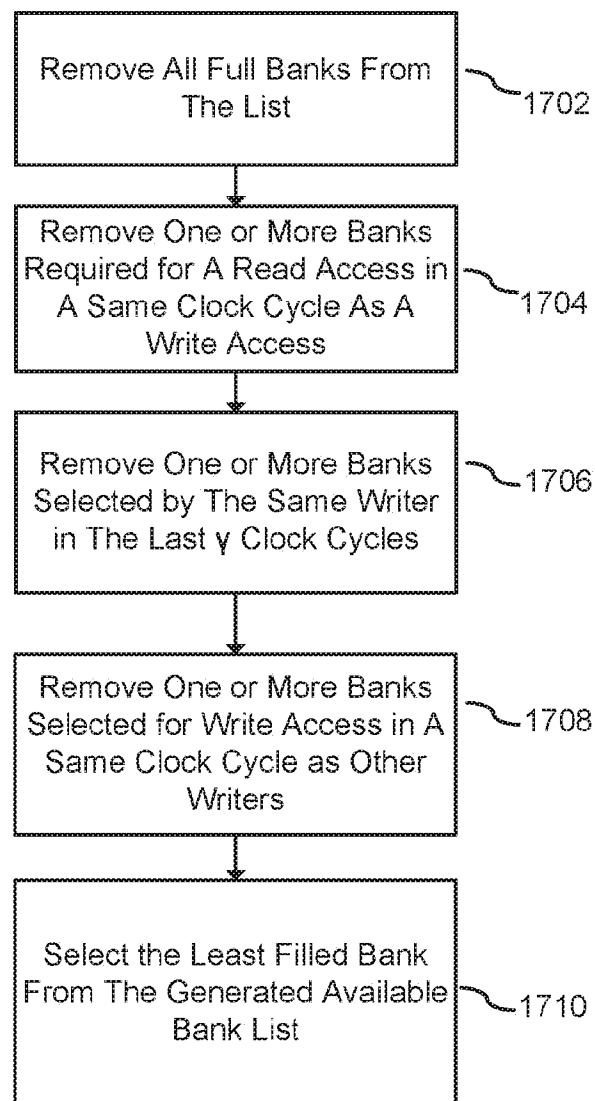 Remove All Full Banks From
The List
1702
Remove One or More Banks
Required for A Read Access in
A Same Clock Cycle As A
Write Access
1704
Remove One or More Banks
Selected by The Same Writer
in The Last γ Clock Cycles
1706
Remove One or More Banks
Selected for Write Access in A
Same Clock Cycle as Other
Writers
1708
Select the Least Filled Bank
From The Generated Available
Bank List
1710